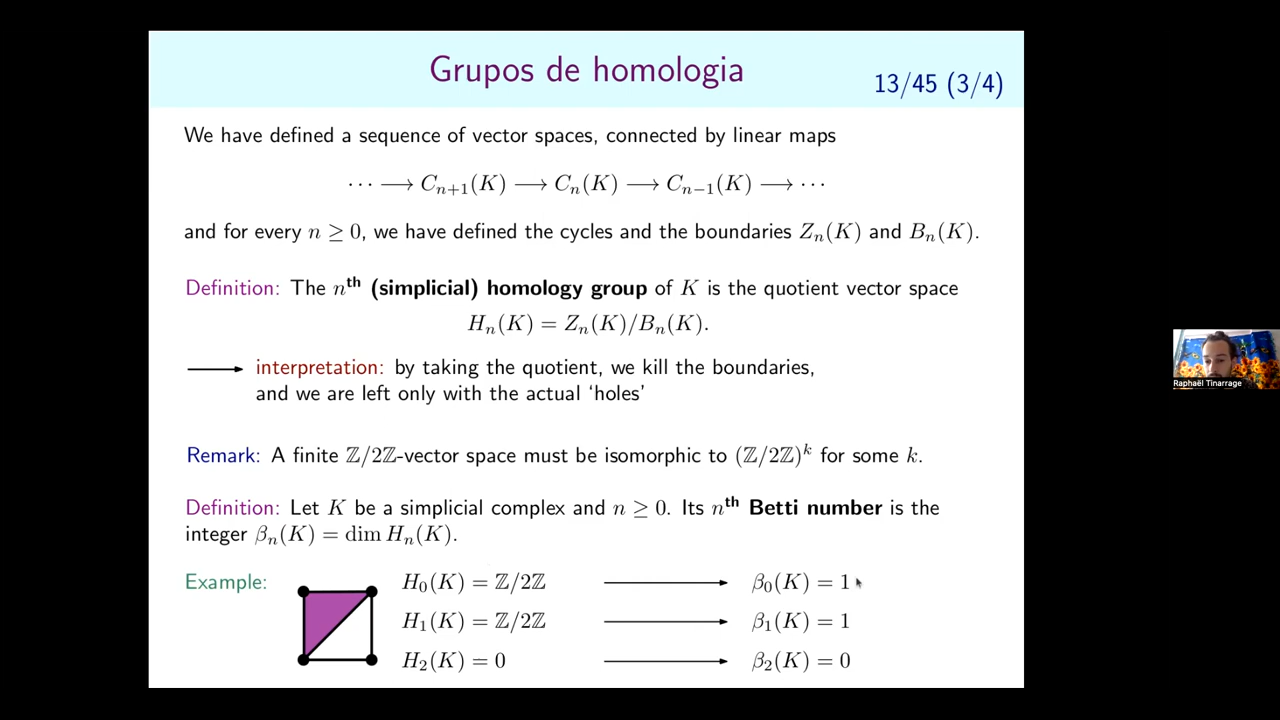 Grupos de homologia
13/45 (3/4)
We have defined a sequence of vector spaces, connected by linear maps
··· ⟶ Cₙ₊₁(K) ⟶ Cₙ(K) ⟶ Cₙ₋₁(K) ⟶ ···
and for every n ≥ 0, we have defined the cycles and the boundaries Zₙ(K) and Bₙ(K).
Definition: The nᵗʰ (simplicial) homology group of K is the quotient vector space
Hₙ(K) = Zₙ(K)/Bₙ(K).
⟶ interpretation: by taking the quotient, we kill the boundaries,
and we are left only with the actual ‘holes’
Remark: A finite ℤ/2ℤ-vector space must be isomorphic to (ℤ/2ℤ)ᵏ for some k.
Definition: Let K be a simplicial complex and n ≥ 0. Its nᵗʰ Betti number is the
integer βₙ(K) = dim Hₙ(K).
Example: H₀(K) = ℤ/2ℤ ⟶ β₀(K) = 1
H₁(K) = ℤ/2ℤ ⟶ β₁(K) = 1
H₂(K) = 0 ⟶ β₂(K) = 0
Raphaël Tinarrage